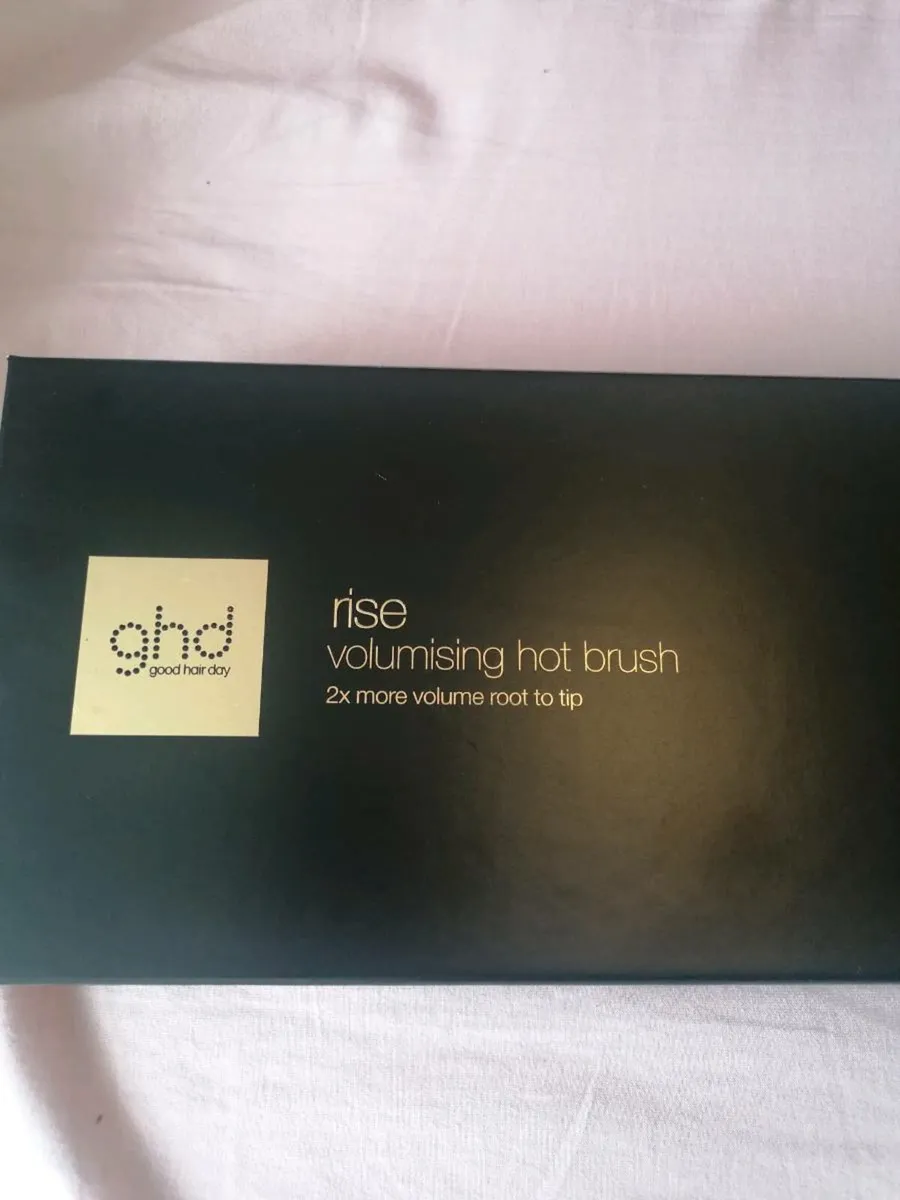 ghd
good hair day
rise
volumising hot brush
2x more volume root to tip